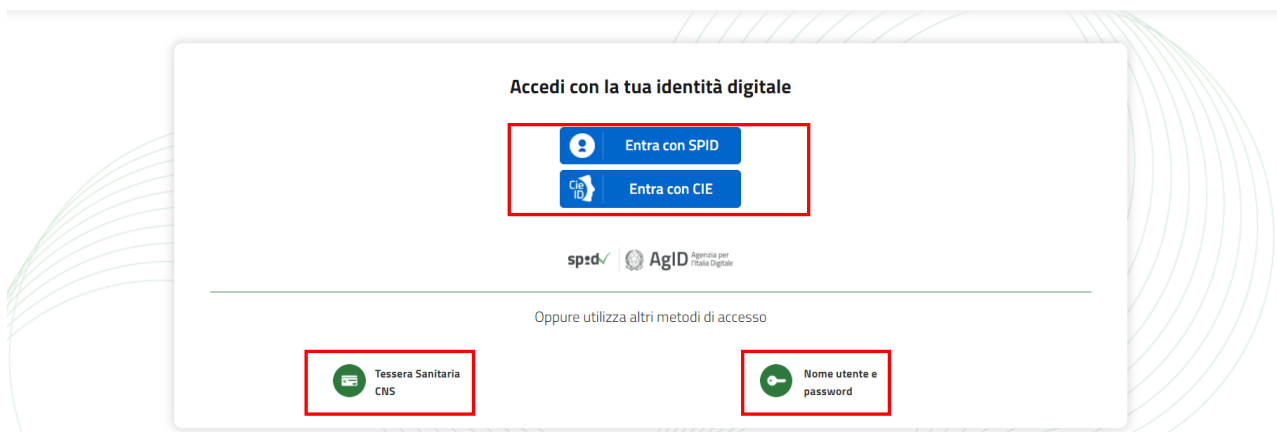 Accedi con la tua identità digitale
Entra con SPID
Cie
ID
Entra con CIE
sp:d
AgID
Agenzia per
l'Italia Digitale
Oppure utilizza altri metodi di accesso
Tessera Sanitaria
CNS
Nome utente e
password